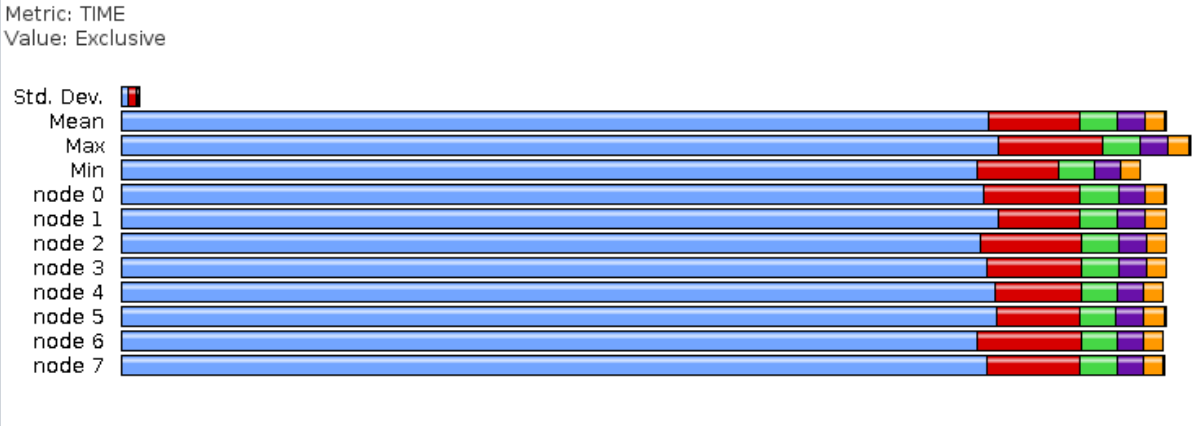 Metric: TIME
Value: Exclusive
Std. Dev.
Mean
Max
Min
node 0
node 1
node 2
node 3
node 4
node 5
node 6
node 7